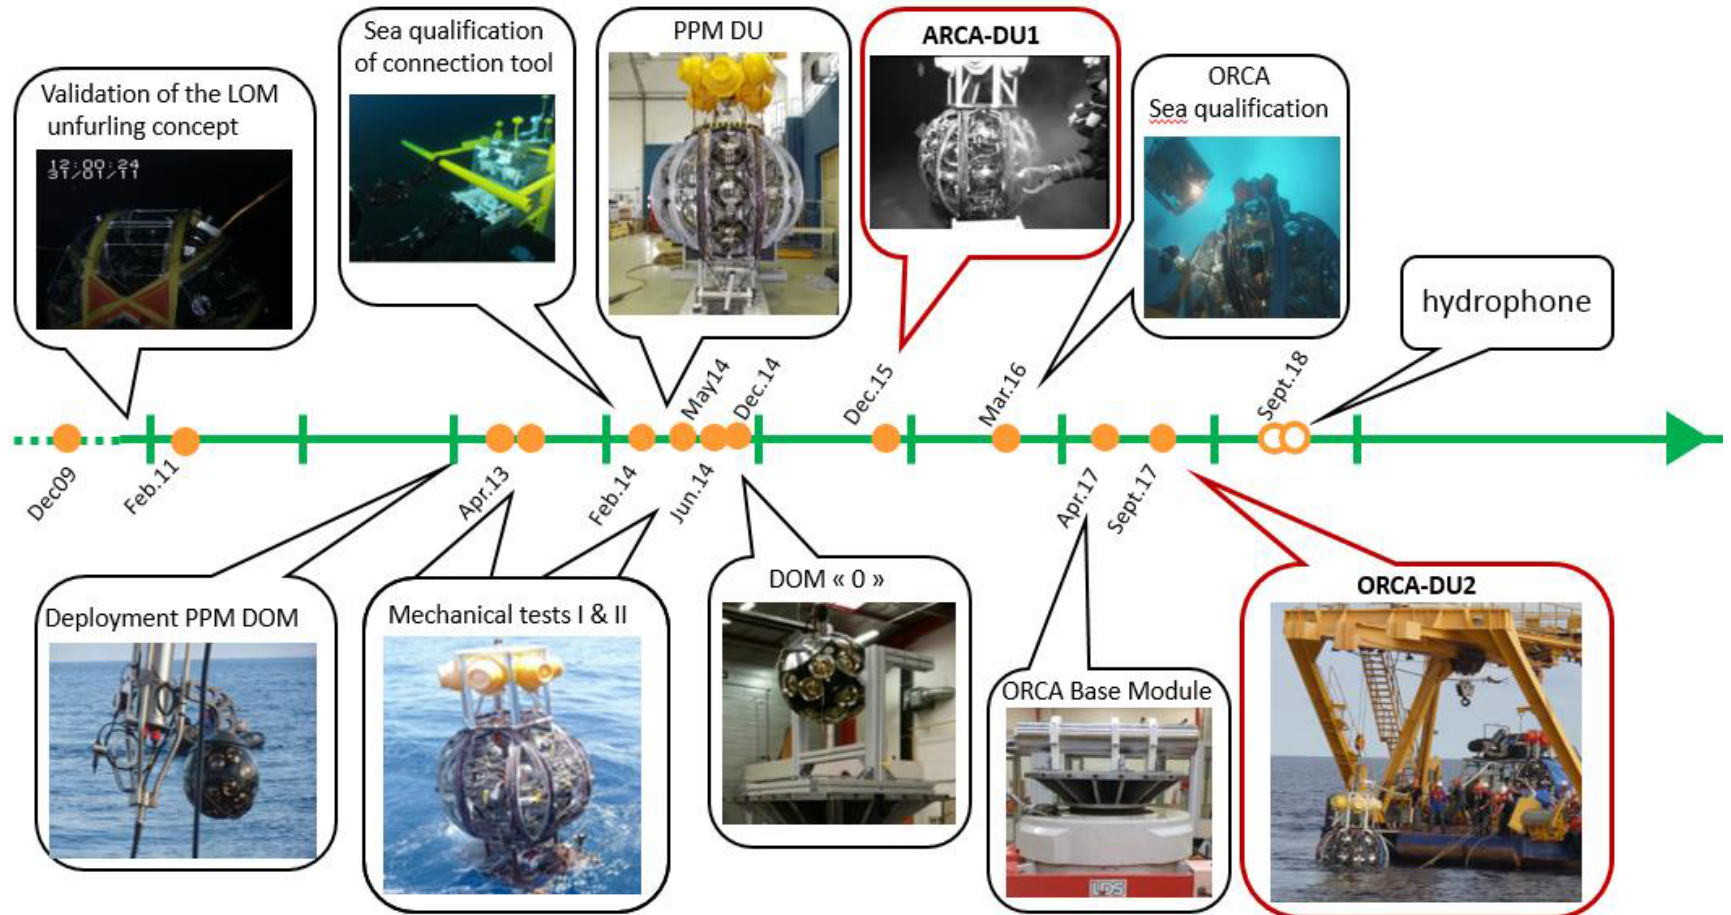 Validation of the LOM
unfurling concept
12:00:24
31/01/11
Sea qualification
of connection tool
PPM DU
ARCA-DU1
ORCA
Sea qualification
hydrophone
May14
Dec.14
Dec.15
Mar.16
Sept.18
Dec09
Feb.11
Apr.13
Feb.14
Jun.14
Apr.17
Sept.17
Deployment PPM DOM
Mechanical tests I & II
DOM « 0 »
ORCA Base Module
LDS
ORCA-DU2